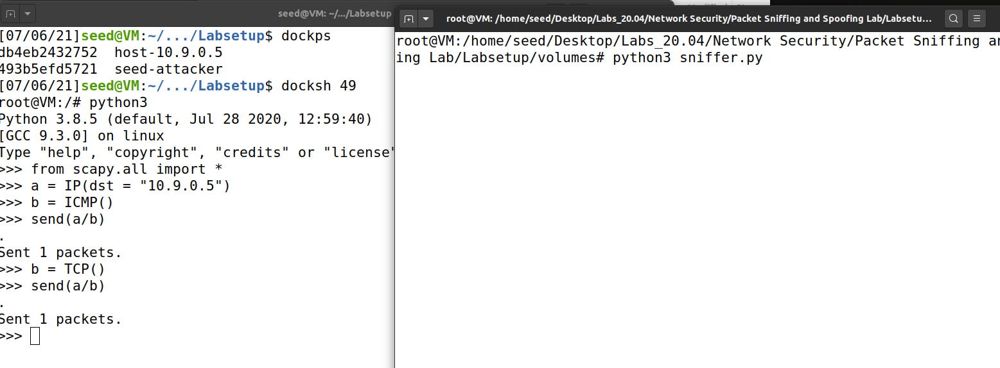 seed@VM: ~/.../Labsetup
[07/06/21]seed@VM:~/.../Labsetup$ dockps
db4eb2432752  host-10.9.0.5
493b5efd5721  seed-attacker
[07/06/21]seed@VM:~/.../Labsetup$ docksh 49
root@VM:/# python3
Python 3.8.5 (default, Jul 28 2020, 12:59:40)
[GCC 9.3.0] on linux
Type "help", "copyright", "credits" or "license"
>>> from scapy.all import *
>>> a = IP(dst = "10.9.0.5")
>>> b = ICMP()
>>> send(a/b)
.
Sent 1 packets.
>>> b = TCP()
>>> send(a/b)
.
Sent 1 packets.
>>>
root@VM: /home/seed/Desktop/Labs_20.04/Network Security/Packet Sniffing and Spoofing Lab/Labsetu...
root@VM:/home/seed/Desktop/Labs_20.04/Network Security/Packet Sniffing an
ing Lab/Labsetup/volumes# python3 sniffer.py